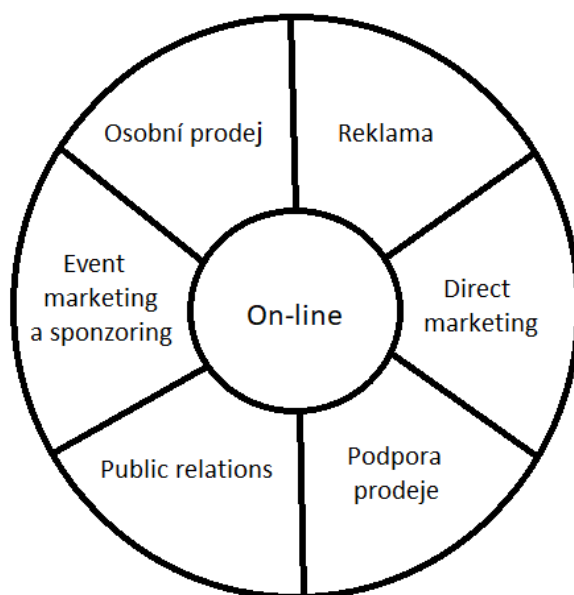 Osobní prodej
Reklama
Event
marketing
a sponzoring
On-line
Direct
marketing
Public relations
Podpora
prodeje